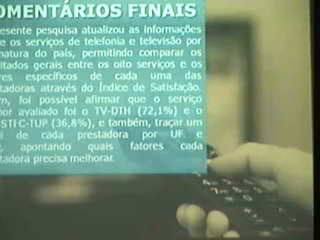 OMENTÁRIOS FINAIS
esente pesquisa atualizou as informações
e os serviços de telefonia e televisão por
natura do país, permitindo comparar os
ltados gerais entre os oito serviços e os
res específicos de cada uma das
tadoras através do Índice de Satisfação.
m, foi possível afirmar que o serviço
or avaliado foi o TV-DTH (72,1%) e o
STFC-TUP (36,8%), e também, traçar um
l de cada prestadora por UF e
, apontando quais fatores cada
tadora precisa melhorar.